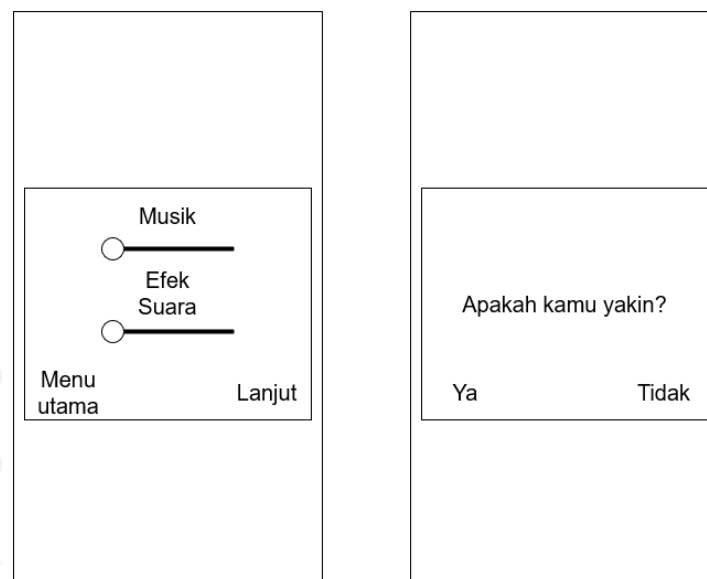 Musik
Efek
Suara
Menu
utama
Lanjut
Apakah kamu yakin?
Ya
Tidak